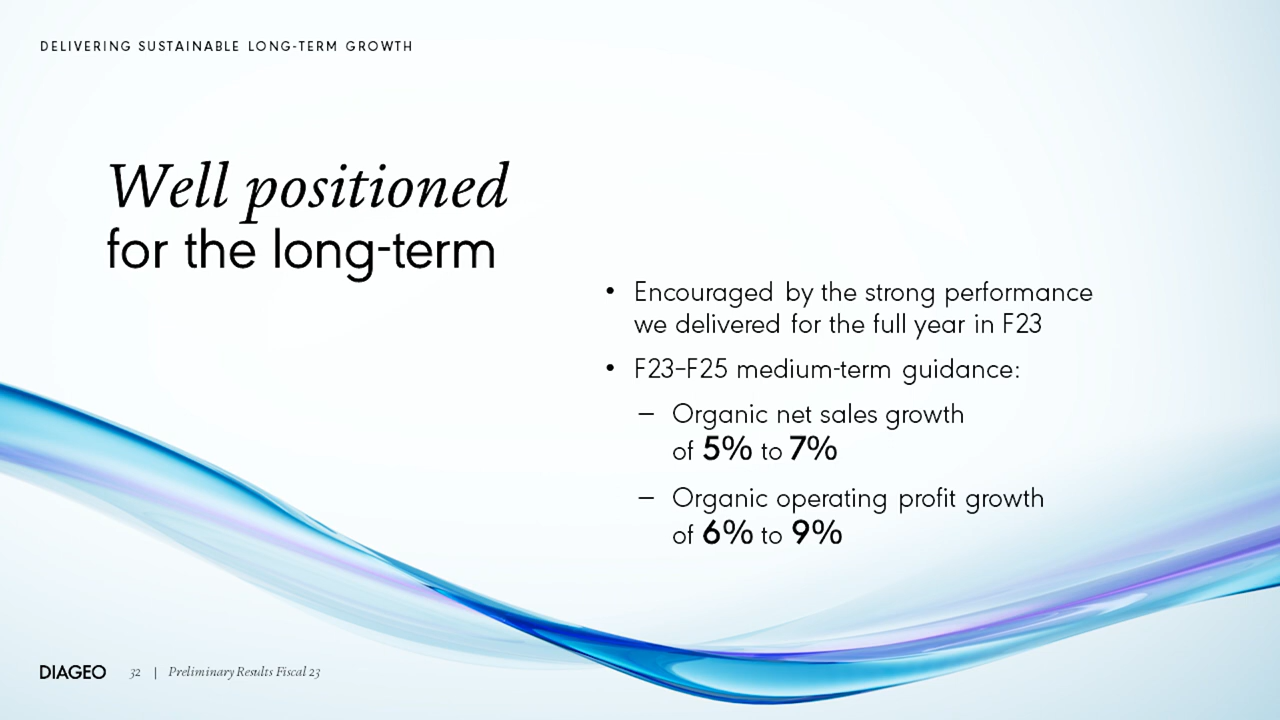 DELIVERING SUSTAINABLE LONG-TERM GROWTH
Well positioned
for the long-term
• Encouraged by the strong performance
we delivered for the full year in F23
• F23–F25 medium-term guidance:
– Organic net sales growth
of 5% to 7%
– Organic operating profit growth
of 6% to 9%
DIAGEO 32 | Preliminary Results Fiscal 23